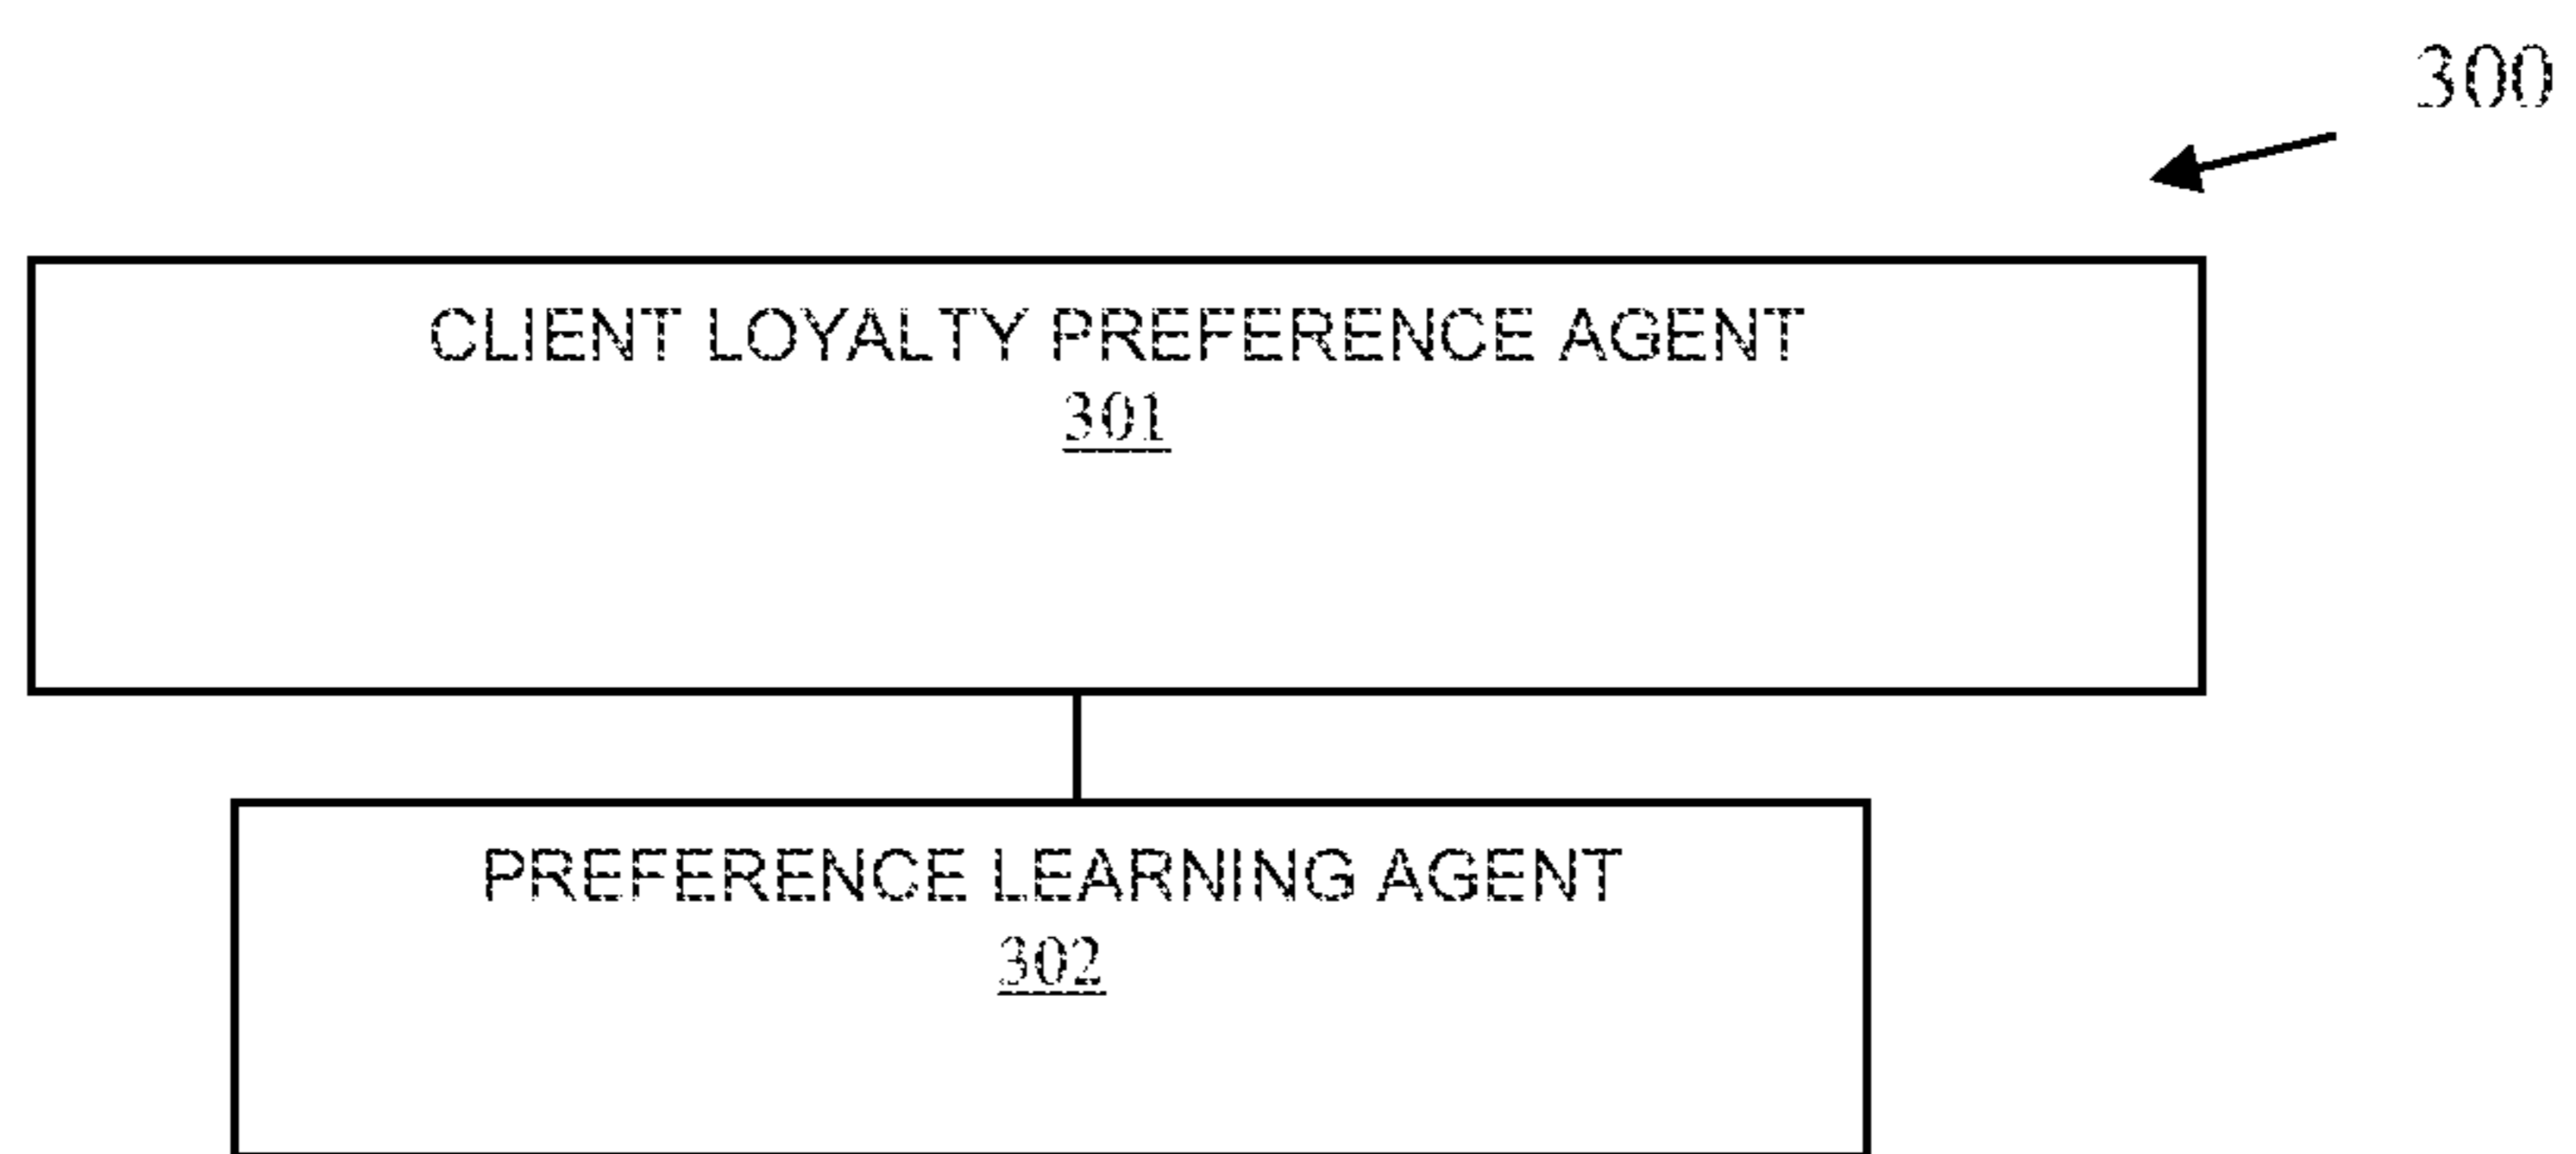 300
CLIENT LOYALTY PREFERENCE AGENT
301
PREFERENCE LEARNING AGENT
302